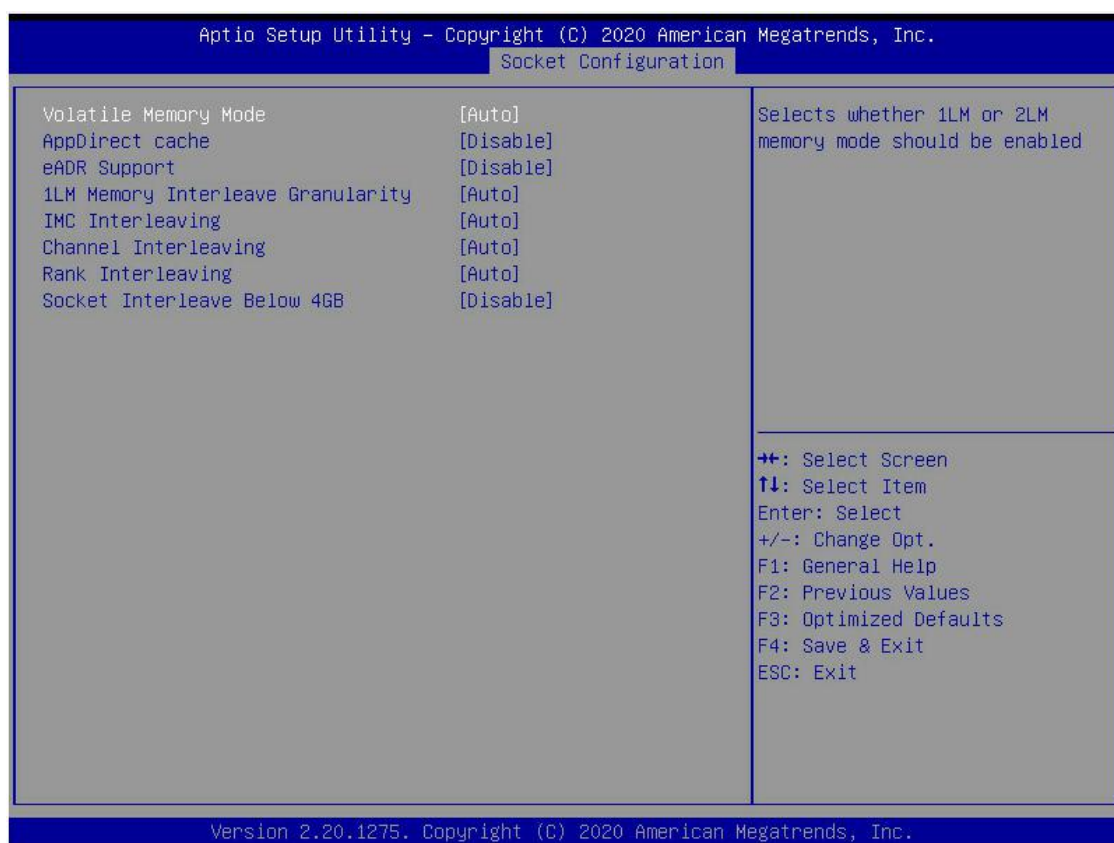 Aptio Setup Utility – Copyright (C) 2020 American Megatrends, Inc.
Socket Configuration
Volatile Memory Mode [Auto]
AppDirect cache [Disable]
eADR Support [Disable]
1LM Memory Interleave Granularity [Auto]
IMC Interleaving [Auto]
Channel Interleaving [Auto]
Rank Interleaving [Auto]
Socket Interleave Below 4GB [Disable]
Selects whether 1LM or 2LM
memory mode should be enabled
→←: Select Screen
↑↓: Select Item
Enter: Select
+/-: Change Opt.
F1: General Help
F2: Previous Values
F3: Optimized Defaults
F4: Save & Exit
ESC: Exit
Version 2.20.1275. Copyright (C) 2020 American Megatrends, Inc.